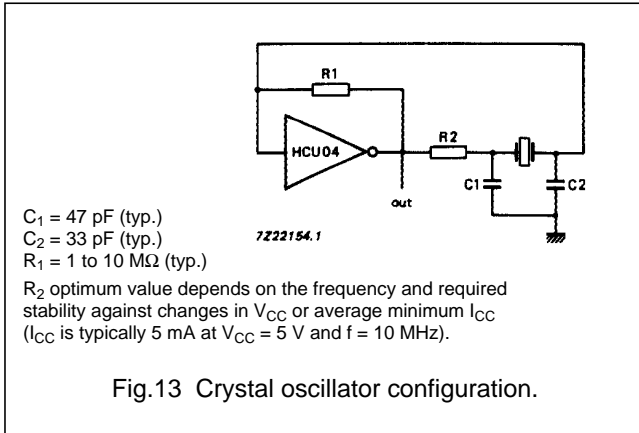 R1
HCU04
R2
out
C1
C2
7Z22154.1
C1 = 47 pF (typ.)
C2 = 33 pF (typ.)
R1 = 1 to 10 MΩ (typ.)
R2 optimum value depends on the frequency and required
stability against changes in VCC or average minimum ICC
(ICC is typically 5 mA at VCC = 5 V and f = 10 MHz).
Fig.13 Crystal oscillator configuration.